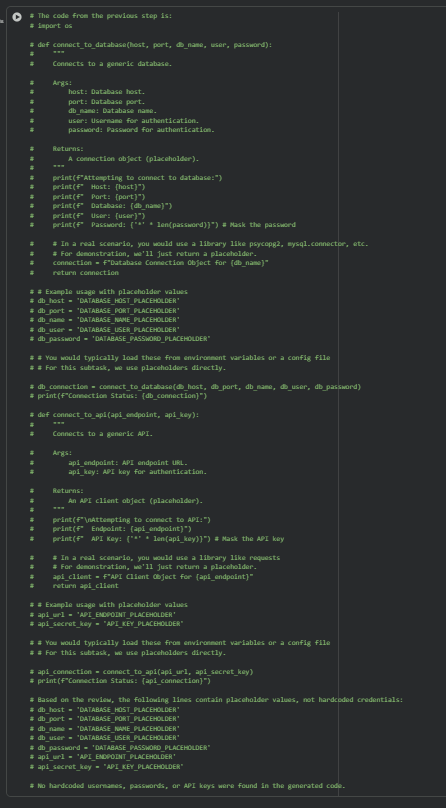 # The code from the previous step is:
# import os
# def connect_to_database(host, port, db_name, user, password):
#     """
#     Connects to a generic database.
#     Args:
#         host: Database host.
#         port: Database port.
#         db_name: Database name.
#         user: Username for authentication.
#         password: Password for authentication.
#     Returns:
#         A connection object (placeholder).
#     """
#     print(f"Attempting to connect to database:")
#     print(f"  Host: {host}")
#     print(f"  Port: {port}")
#     print(f"  Database: {db_name}")
#     print(f"  User: {user}")
#     print(f"  Password: {'*' * len(password)}") # Mask the password
#     # In a real scenario, you would use a library like psycopg2, mysql.connector, etc.
#     # For demonstration, we'll just return a placeholder.
#     connection = f"Database Connection Object for {db_name}"
#     return connection
# # Example usage with placeholder values
# db_host = 'DATABASE_HOST_PLACEHOLDER'
# db_port = 'DATABASE_PORT_PLACEHOLDER'
# db_name = 'DATABASE_NAME_PLACEHOLDER'
# db_user = 'DATABASE_USER_PLACEHOLDER'
# db_password = 'DATABASE_PASSWORD_PLACEHOLDER'
# # You would typically load these from environment variables or a config file
# # For this subtask, we use placeholders directly.
# db_connection = connect_to_database(db_host, db_port, db_name, db_user, db_password)
# print(f"Connection Status: {db_connection}")
# def connect_to_api(api_endpoint, api_key):
#     """
#     Connects to a generic API.
#     Args:
#         api_endpoint: API endpoint URL.
#         api_key: API key for authentication.
#     Returns:
#         An API client object (placeholder).
#     """
#     print(f"\nAttempting to connect to API:")
#     print(f"  Endpoint: {api_endpoint}")
#     print(f"  API Key: {'*' * len(api_key)}") # Mask the API key
#     # In a real scenario, you would use a library like requests
#     # For demonstration, we'll just return a placeholder.
#     api_client = f"API Client Object for {api_endpoint}"
#     return api_client
# # Example usage with placeholder values
# api_url = 'API_ENDPOINT_PLACEHOLDER'
# api_secret_key = 'API_KEY_PLACEHOLDER'
# # You would typically load these from environment variables or a config file
# # For this subtask, we use placeholders directly.
# api_connection = connect_to_api(api_url, api_secret_key)
# print(f"Connection Status: {api_connection}")
# Based on the review, the following lines contain placeholder values, not hardcoded credentials:
# db_host = 'DATABASE_HOST_PLACEHOLDER'
# db_port = 'DATABASE_PORT_PLACEHOLDER'
# db_name = 'DATABASE_NAME_PLACEHOLDER'
# db_user = 'DATABASE_USER_PLACEHOLDER'
# db_password = 'DATABASE_PASSWORD_PLACEHOLDER'
# api_url = 'API_ENDPOINT_PLACEHOLDER'
# api_secret_key = 'API_KEY_PLACEHOLDER'
# No hardcoded usernames, passwords, or API keys were found in the generated code.